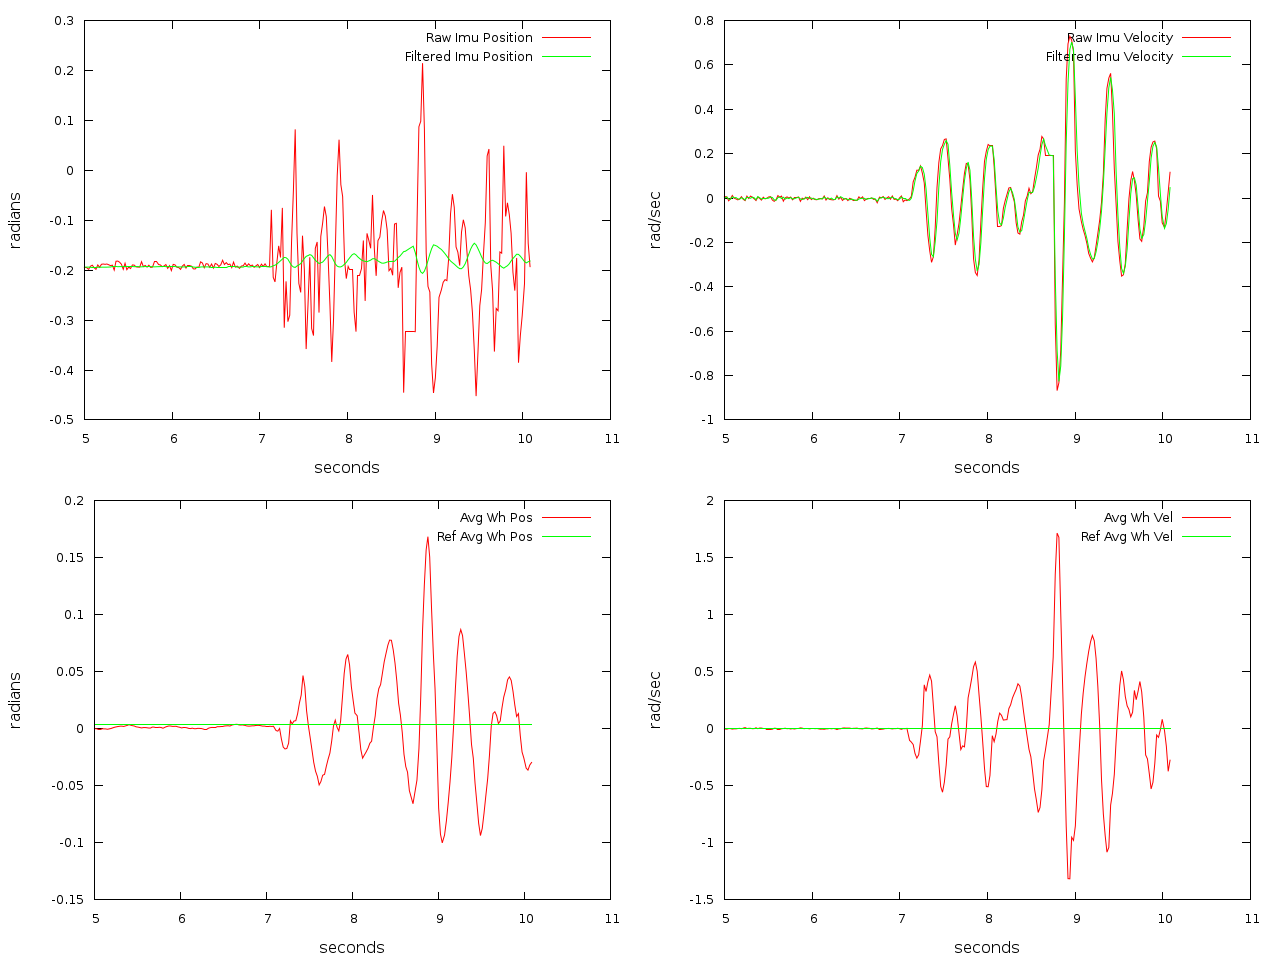 0.3
0.2
0.1
0
-0.1
-0.2
-0.3
-0.4
-0.5
5 6 7 8 9 10 11
radians
seconds
Raw Imu Position
Filtered Imu Position
0.8
0.6
0.4
0.2
0
-0.2
-0.4
-0.6
-0.8
-1
5 6 7 8 9 10 11
rad/sec
seconds
Raw Imu Velocity
Filtered Imu Velocity
0.2
0.15
0.1
0.05
0
-0.05
-0.1
-0.15
5 6 7 8 9 10 11
radians
seconds
Avg Wh Pos
Ref Avg Wh Pos
2
1.5
1
0.5
0
-0.5
-1
-1.5
5 6 7 8 9 10 11
rad/sec
seconds
Avg Wh Vel
Ref Avg Wh Vel